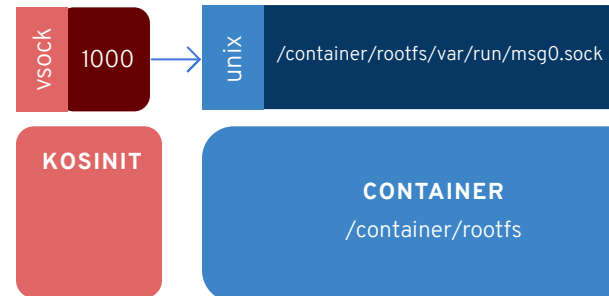 vsock
1000
unix
/container/rootfs/var/run/msg0.sock
KOSINIT
CONTAINER
/container/rootfs